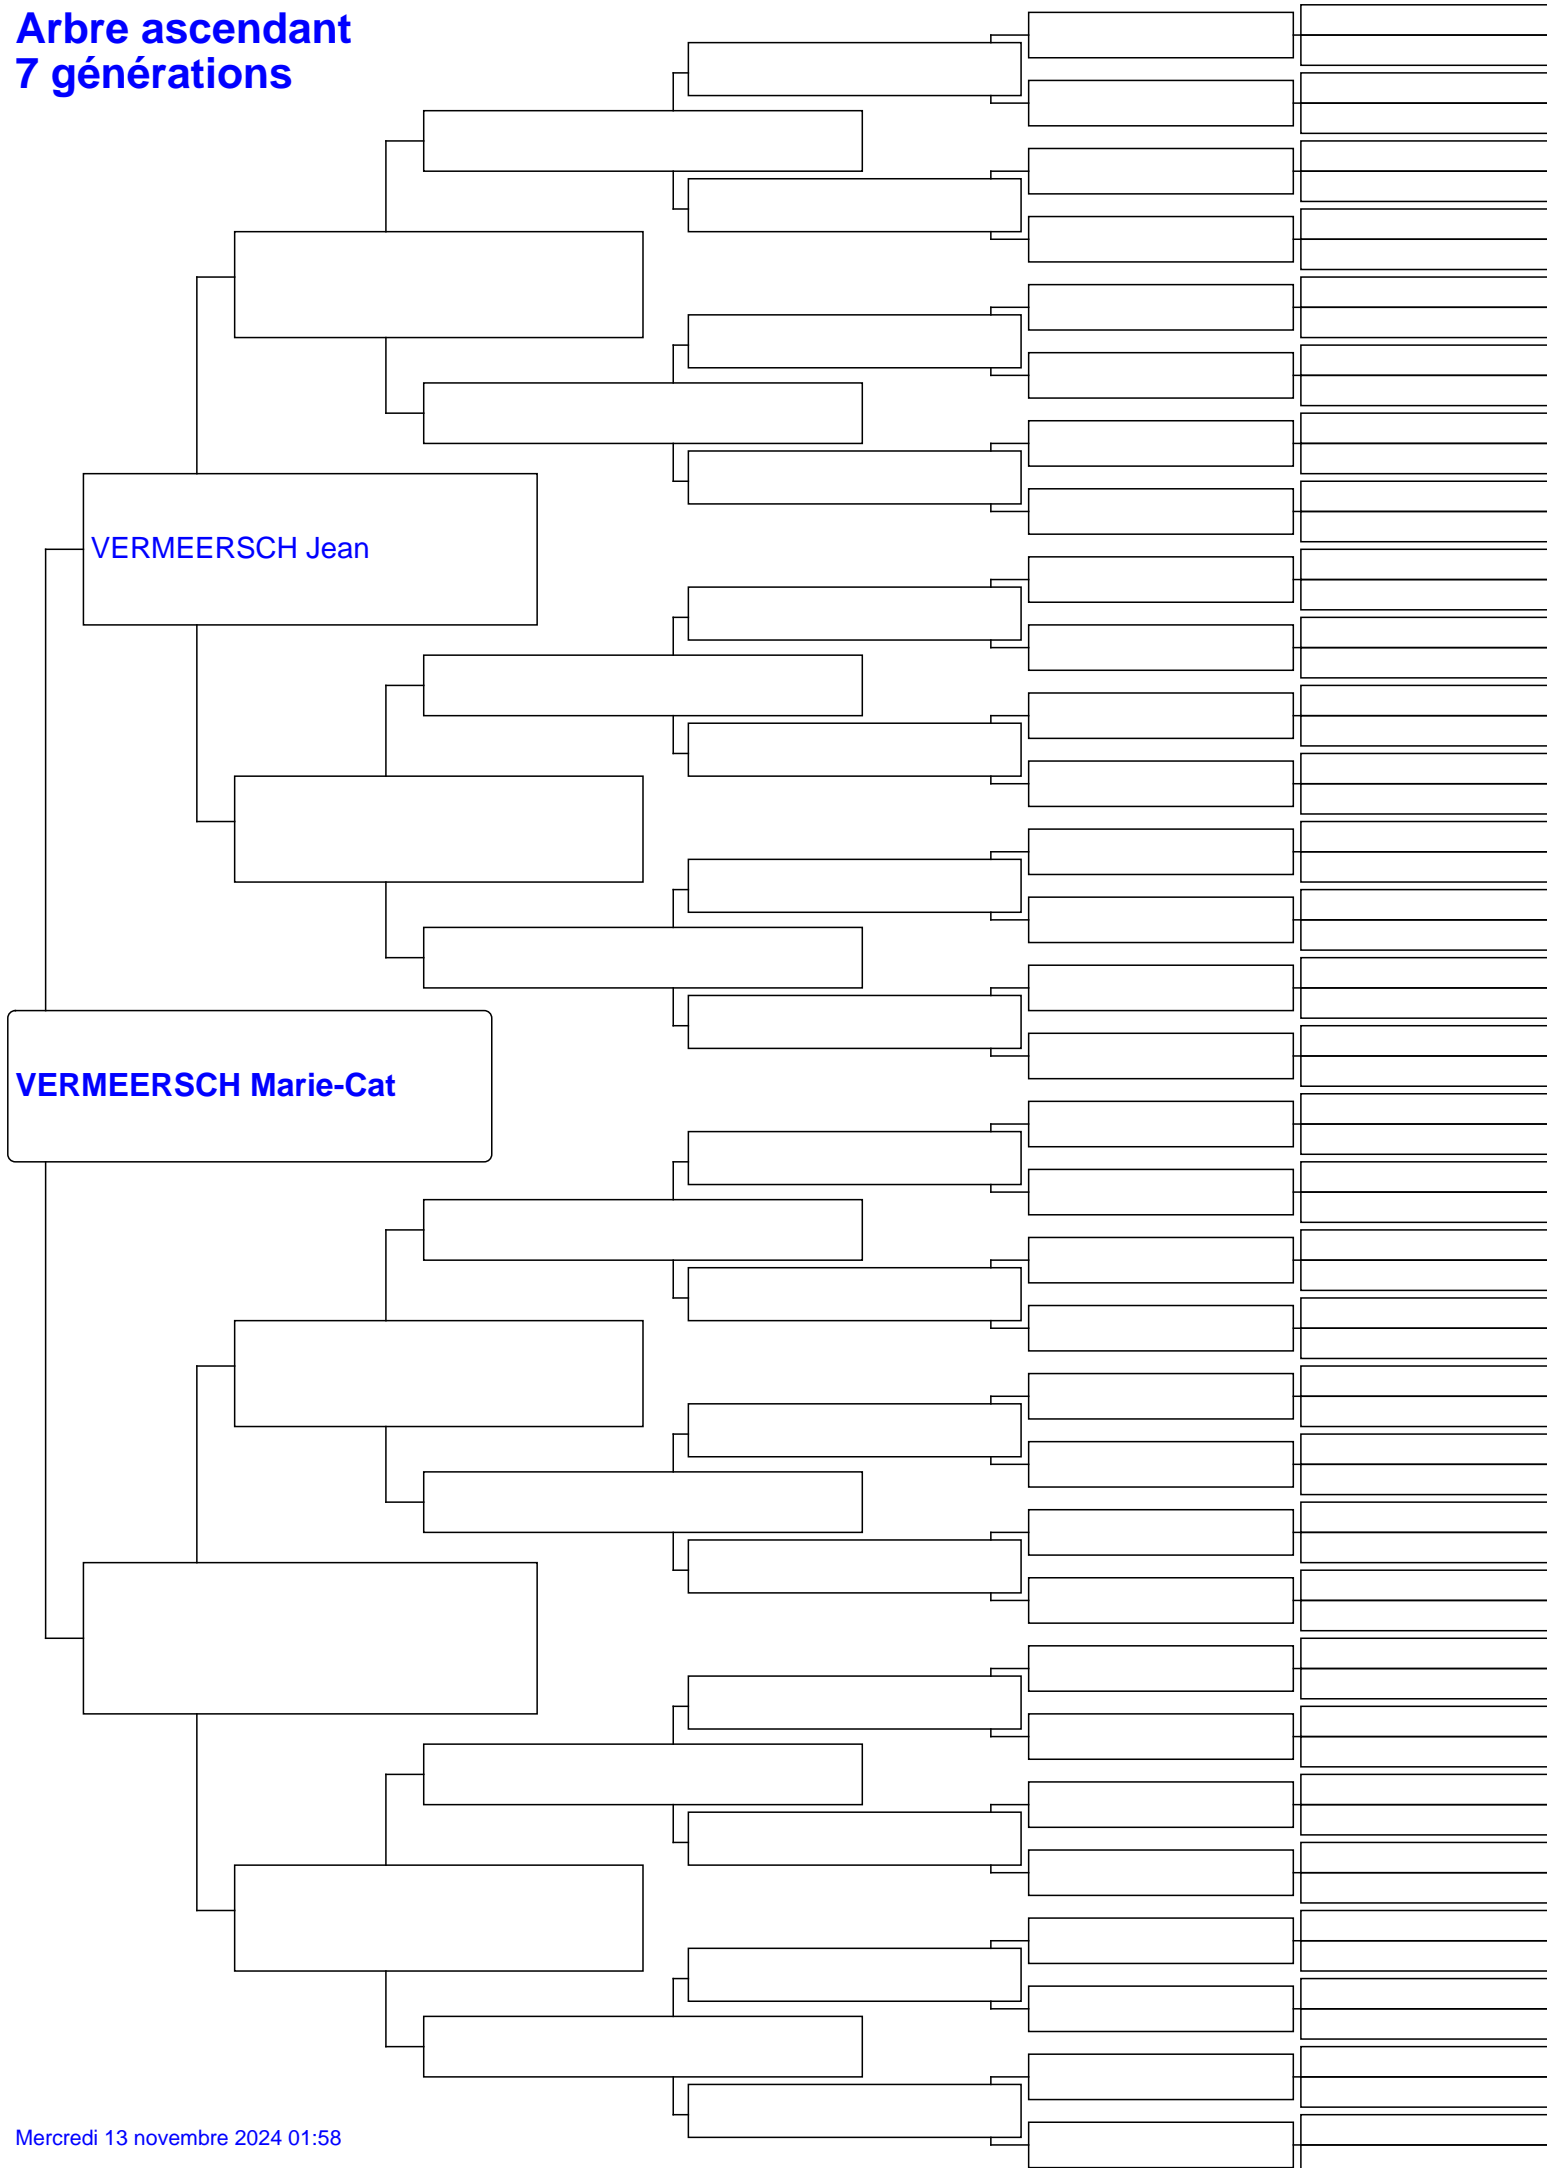 Arbre ascendant
7 générations
VERMEERSCH Jean
VERMEERSCH Marie-Cat
Mercredi 13 novembre 2024 01:58